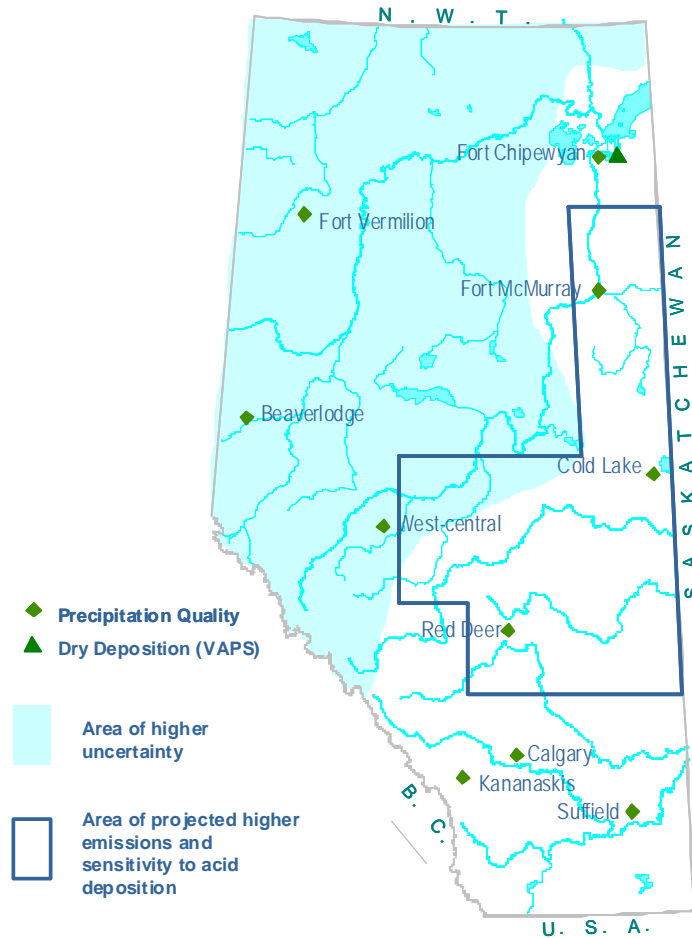 N. W. T.
Fort Chipewyan
Fort Vermilion
SASKATCHEWAN
Fort McMurray
Beaverlodge
Cold Lake
West-central
Precipitation Quality
Red Deer
Dry Deposition (VAPS)
Area of higher
uncertainty
Calgary
Kananaskis
B. C.
Suffield
Area of projected higher
emissions and
sensitivity to acid
deposition
U. S. A.